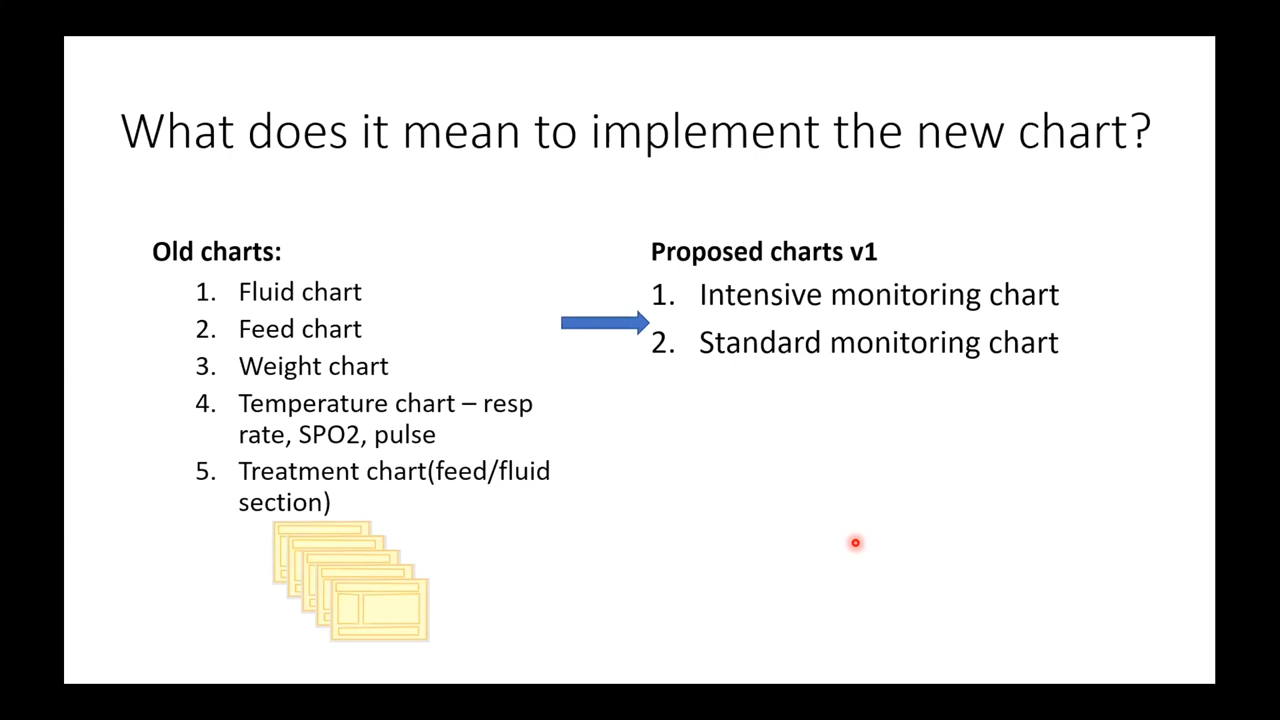 What does it mean to implement the new chart?
Old charts:
1. Fluid chart
2. Feed chart
3. Weight chart
4. Temperature chart – resp
rate, SPO2, pulse
5. Treatment chart(feed/fluid
section)
Proposed charts v1
1. Intensive monitoring chart
2. Standard monitoring chart